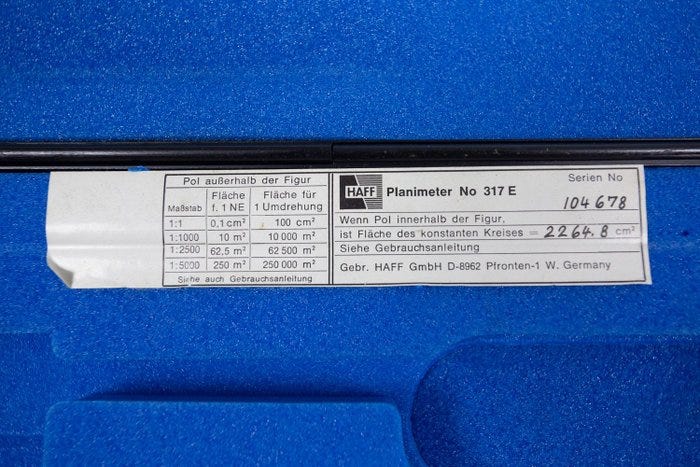 Pol außerhalb der Figur
Maßstab Fläche f. 1 NE Fläche für 1 Umdrehung
1:1 0,1 cm² 100 cm²
1:1000 10 m² 10 000 m²
1:2500 62,5 m² 62 500 m²
1:5000 250 m² 250 000 m²
Siehe auch Gebrauchsanleitung
HAFF Planimeter No 317 E
Serien No
104678
Wenn Pol innerhalb der Figur,
ist Fläche des konstanten Kreises = 2264.8 cm²
Siehe Gebrauchsanleitung
Gebr. HAFF GmbH D-8962 Pfronten-1 W. Germany